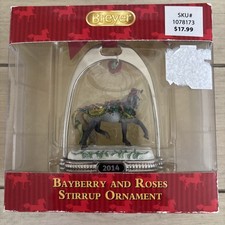 Breyer
SKU#
1078173
$17.99
2014
BAYBERRY AND ROSES
STIRRUP ORNAMENT